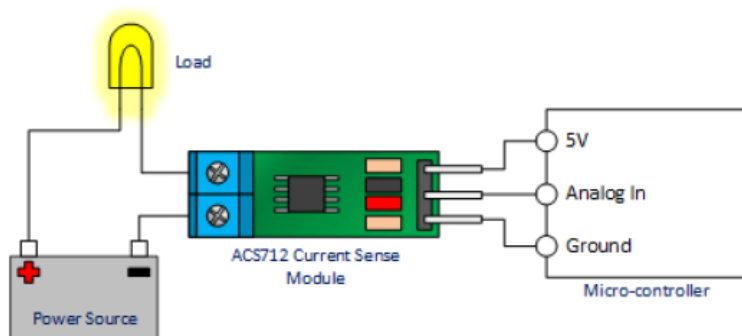 Load
5V
Analog In
Ground
ACS712 Current Sense
Module
Micro-controller
Power Source